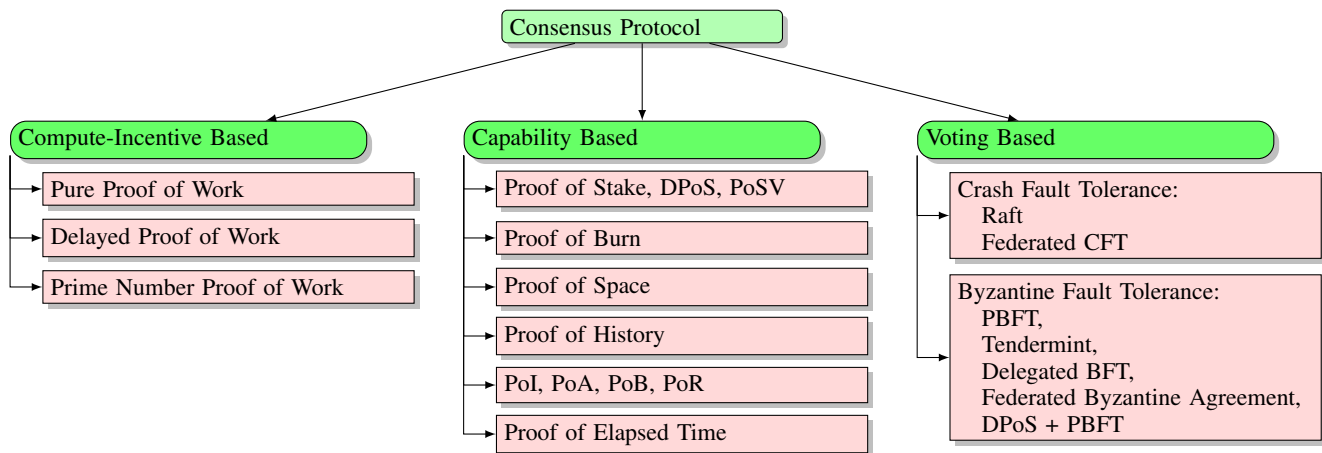 Consensus Protocol
Compute-Incentive Based
Pure Proof of Work
Delayed Proof of Work
Prime Number Proof of Work
Capability Based
Proof of Stake, DPoS, PoSV
Proof of Burn
Proof of Space
Proof of History
PoI, PoA, PoB, PoR
Proof of Elapsed Time
Voting Based
Crash Fault Tolerance:
Raft
Federated CFT
Byzantine Fault Tolerance:
PBFT,
Tendermint,
Delegated BFT,
Federated Byzantine Agreement,
DPoS + PBFT